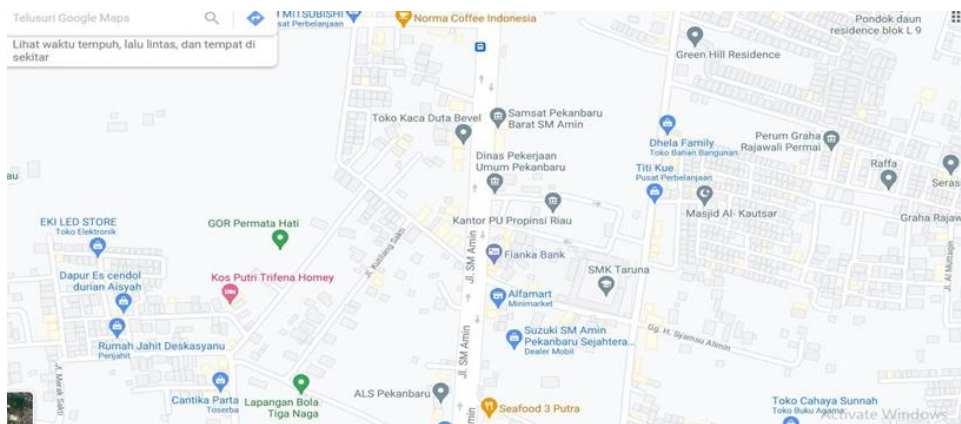 Telusuri Google Maps
Lihat waktu tempuh, lalu lintas, dan tempat di
sekitar
MITSUBISHI
sat Perbelanjaan
Norma Coffee Indonesia
Pondok daun
residence blok L 9
Green Hill Residence
Toko Kaca Duta Bevel
Samsat Pekanbaru
Barat SM Amin
Dhela Family
Toko Bahan Bangunan
Perum Graha
Rajawali Permai
Dinas Pekerjaan
Umum Pekanbaru
Titi Kue
Pusat Perbelanjaan
Raffa
au
Seras
EKI LED STORE
Toko Elektronik
GOR Permata Hati
Kantor PU Propinsi Riau
Masjid Al- Kautsar
Graha Rajaw
Jl. Kutilang Sakti
Jl. SM Amin
Fianka Bank
Jl. Al Muttaqin
Dapur Es cendol
durian Aisyah
Kos Putri Trifena Homey
SMK Taruna
Alfamart
Minimarket
Rumah Jahit Deskasyanu
Penjahit
Jl. SM Amin
Suzuki SM Amin
Pekanbaru Sejahtera...
Dealer Mobil
Gg. H. Syamsu Alimin
Jl. Marak Sakti
Cantika Parta
Toserba
Lapangan Bola
Tiga Naga
ALS Pekanbaru
Seafood 3 Putra
min
Toko Cahaya Sunnah
Toko Buku Agama
Activate Windows